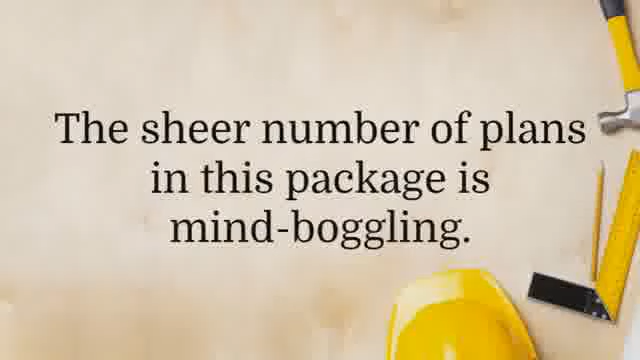 The sheer number of plans
in this package is
mind-boggling.